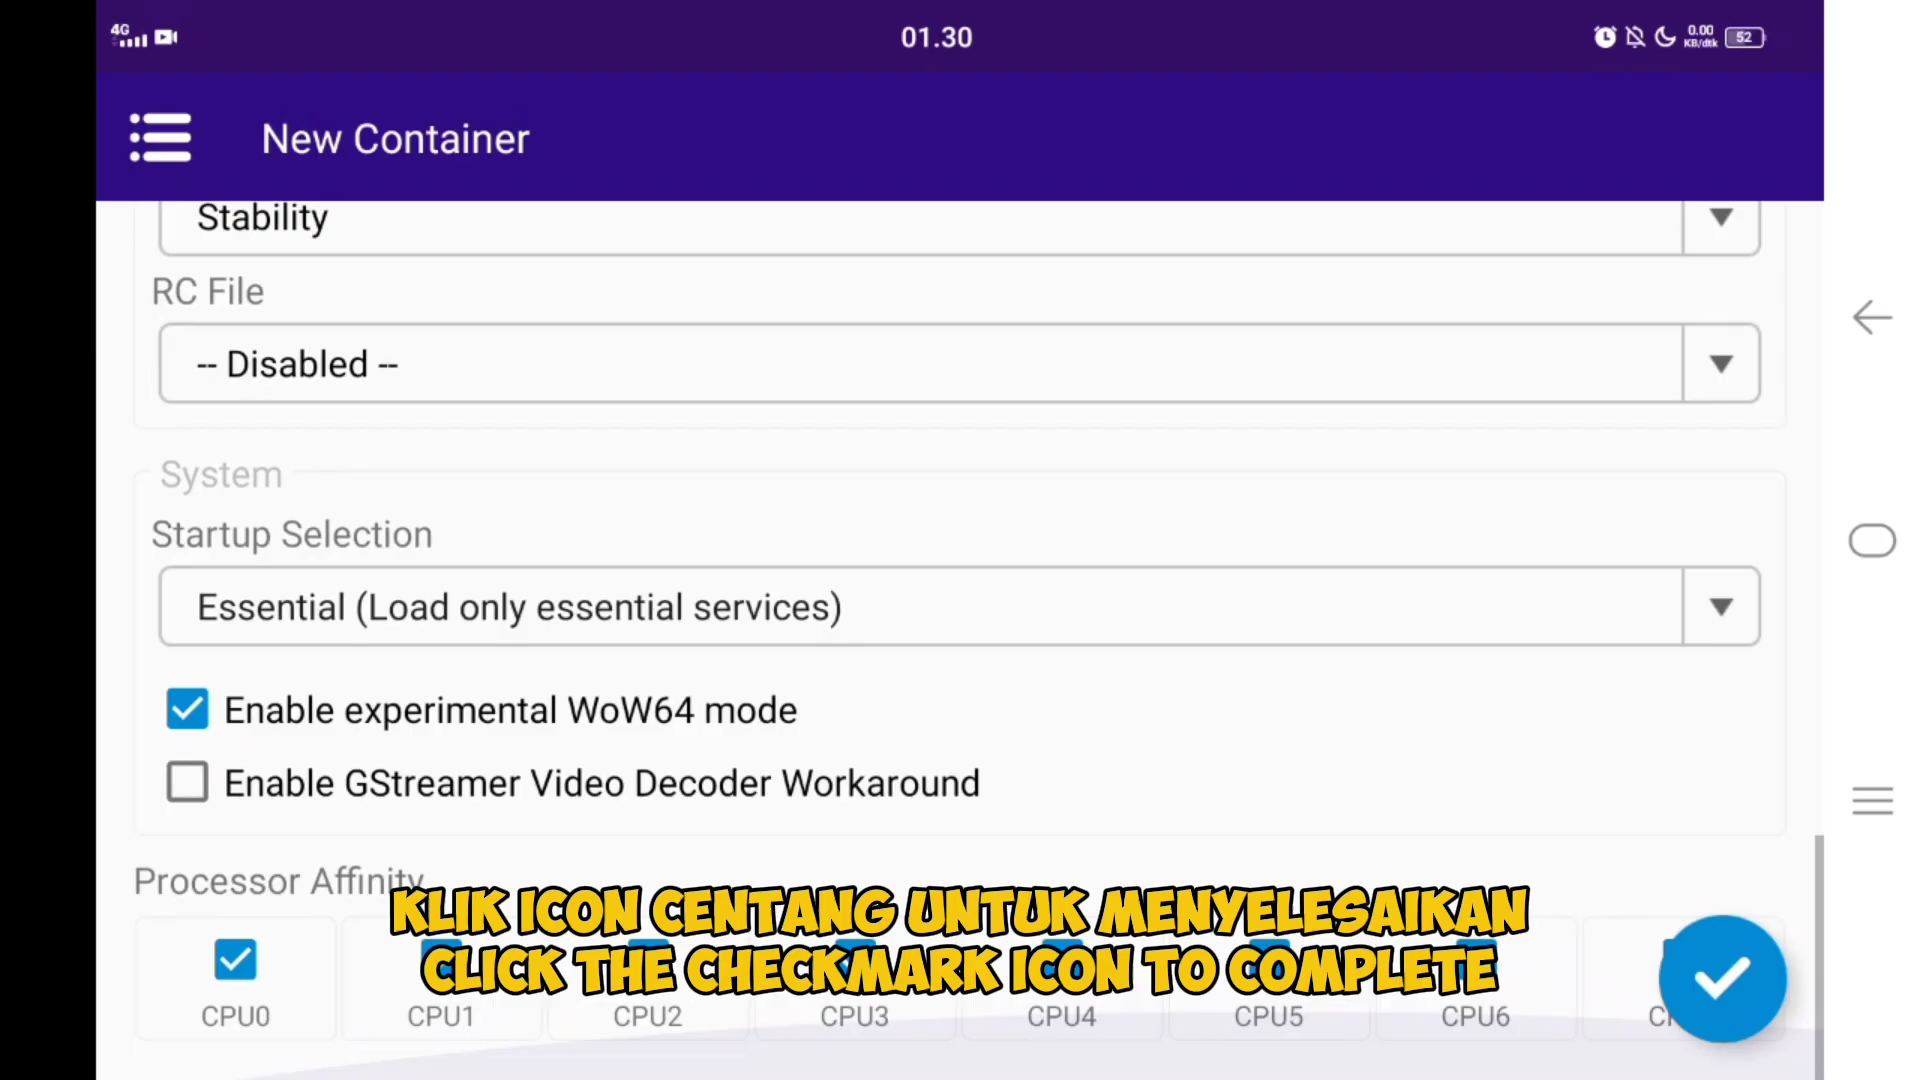 4G
01.30
0.00
KB/dtk
52
New Container
Stability
RC File
-- Disabled --
System
Startup Selection
Essential (Load only essential services)
Enable experimental WoW64 mode
Enable GStreamer Video Decoder Workaround
Processor Affinity
KLIK ICON CENTANG UNTUK MENYELESAIKAN
CLICK THE CHECKMARK ICON TO COMPLETE
CPU0 CPU1 CPU2 CPU3 CPU4 CPU5 CPU6